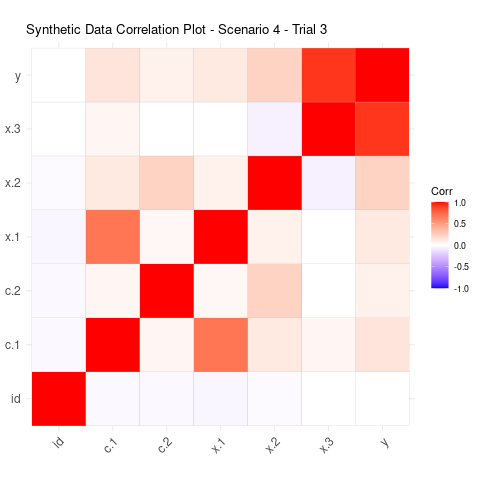 Synthetic Data Correlation Plot - Scenario 4 - Trial 3
y
x.3
x.2
x.1
c.2
c.1
id
id
c.1
c.2
x.1
x.2
x.3
y
Corr
1.0
0.5
0.0
-0.5
-1.0